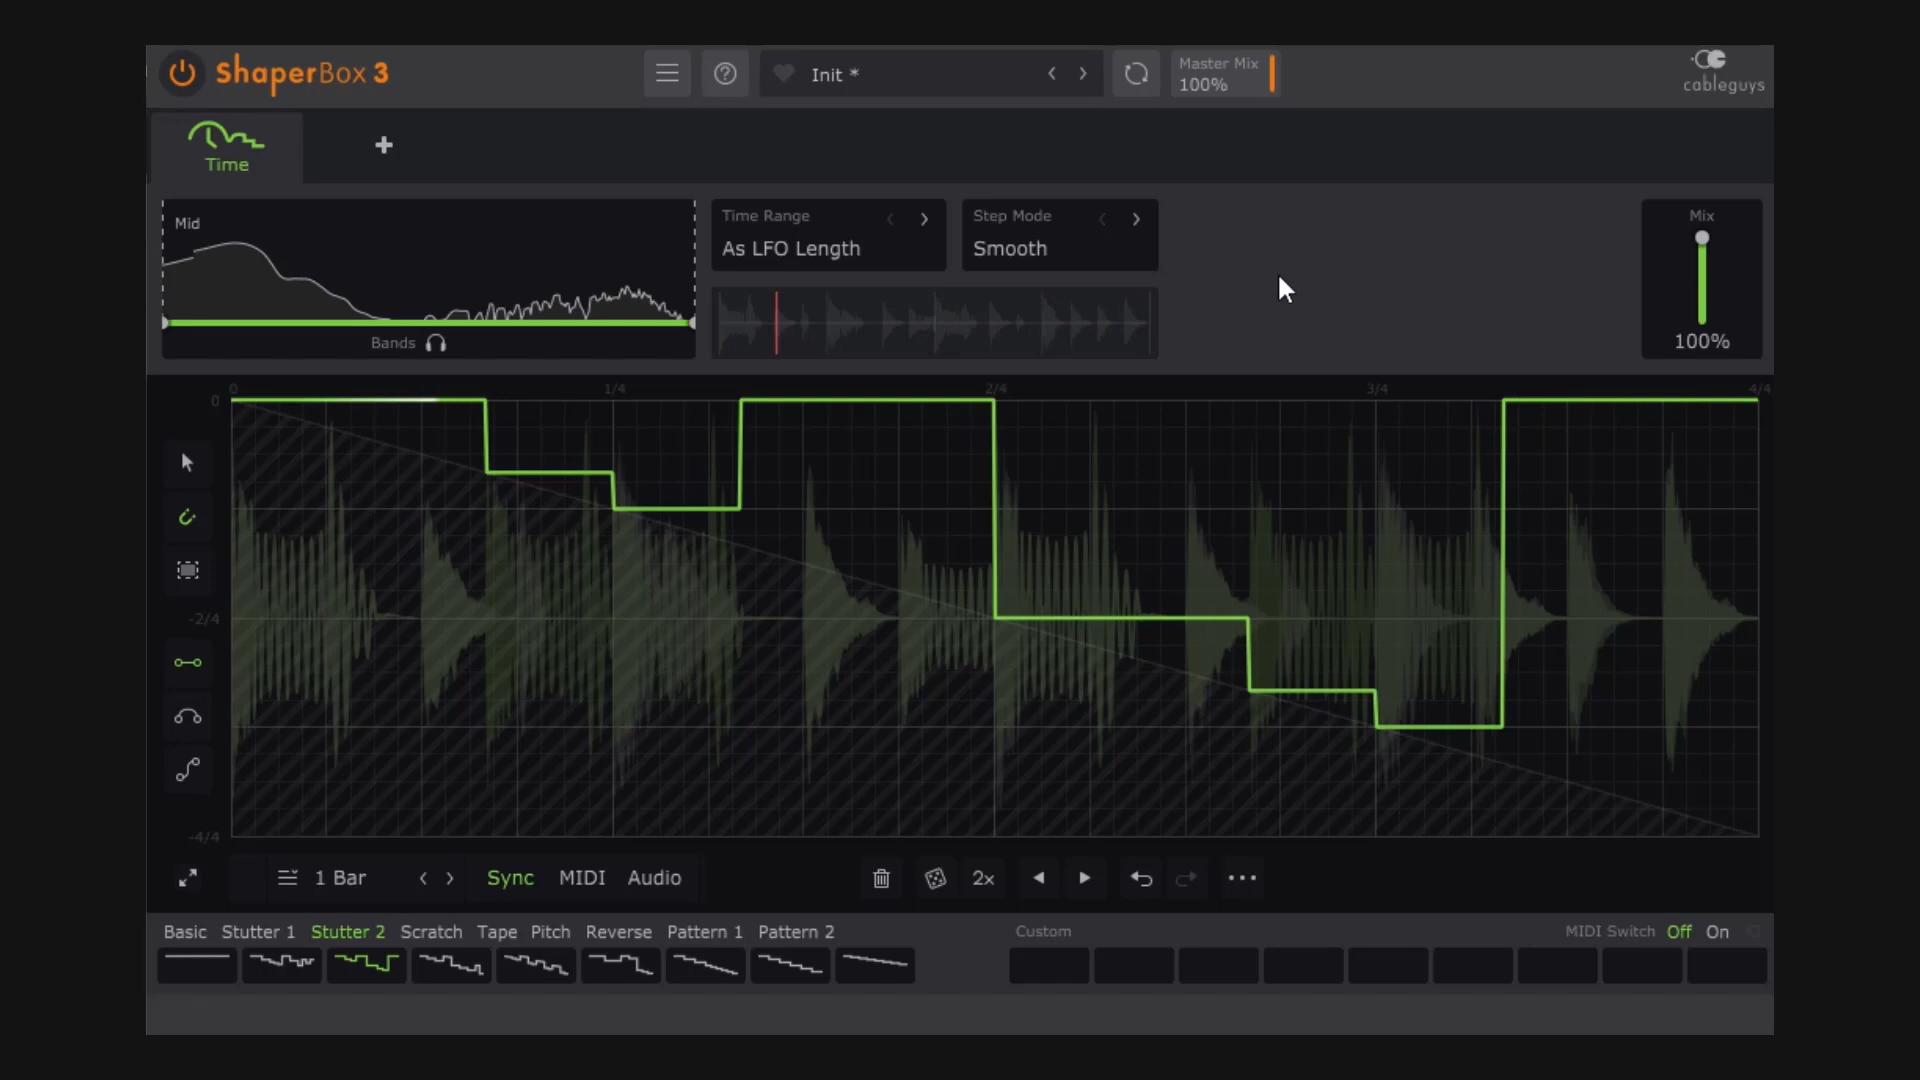 ShaperBox 3
Init *
Master Mix
100%
cableguys
Time
Mid
Bands
Time Range
As LFO Length
Step Mode
Smooth
Mix
100%
0 1/4 2/4 3/4 4/4
0
-2/4
-4/4
1 Bar
Sync MIDI Audio
2x
Basic Stutter 1 Stutter 2 Scratch Tape Pitch Reverse Pattern 1 Pattern 2
Custom
MIDI Switch Off On